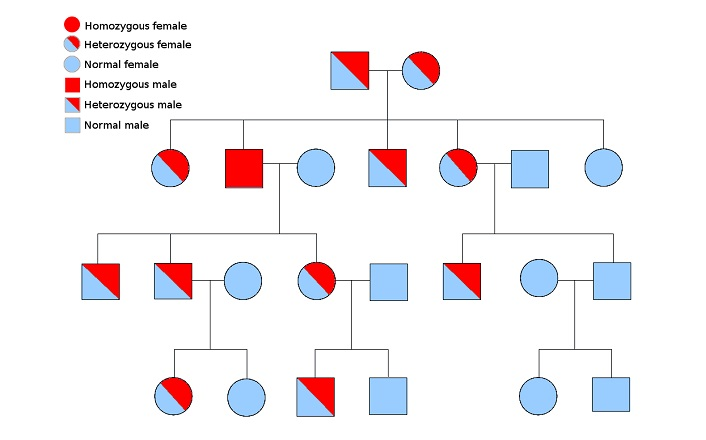 Homozygous female
Heterozygous female
Normal female
Homozygous male
Heterozygous male
Normal male